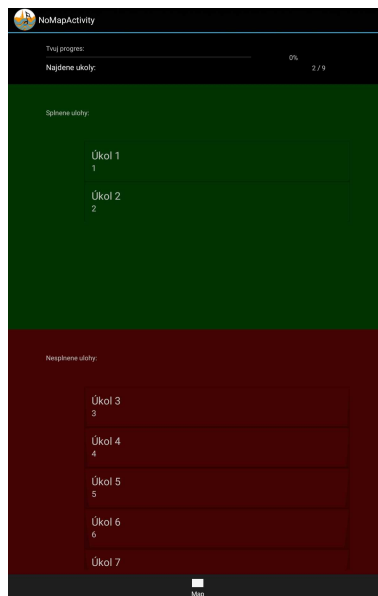 NoMapActivity
Tvuj progres:
0%
Najdene ukoly:
2 / 9
Splnene ulohy:
Úkol 1
1
Úkol 2
2
Nesplnene ulohy:
Úkol 3
3
Úkol 4
4
Úkol 5
5
Úkol 6
6
Úkol 7
Map